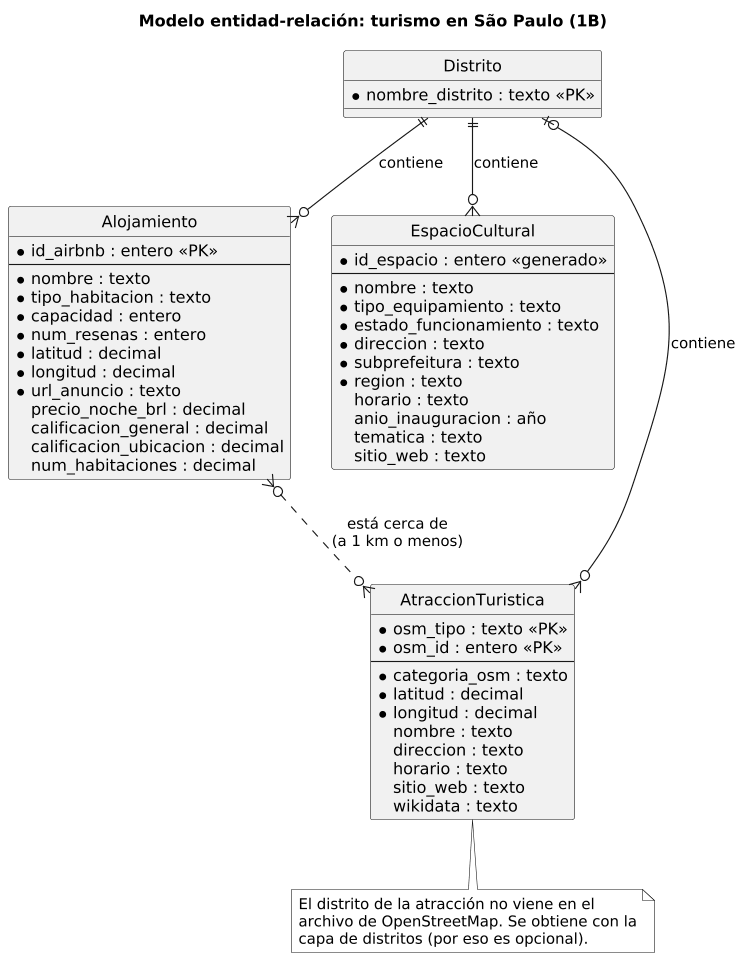 Modelo entidad-relación: turismo en São Paulo (1B)
Distrito
nombre_distrito : texto «PK»
contiene
contiene
Alojamiento
id_airbnb : entero «PK»
nombre : texto
tipo_habitacion : texto
capacidad : entero
num_resenas : entero
latitud : decimal
longitud : decimal
url_anuncio : texto
precio_noche_brl : decimal
calificacion_general : decimal
calificacion_ubicacion : decimal
num_habitaciones : decimal
EspacioCultural
id_espacio : entero «generado»
nombre : texto
tipo_equipamiento : texto
estado_funcionamiento : texto
direccion : texto
subprefeitura : texto
region : texto
horario : texto
anio_inauguracion : año
tematica : texto
sitio_web : texto
contiene
está cerca de
(a 1 km o menos)
AtraccionTuristica
osm_tipo : texto «PK»
osm_id : entero «PK»
categoria_osm : texto
latitud : decimal
longitud : decimal
nombre : texto
direccion : texto
horario : texto
sitio_web : texto
wikidata : texto
El distrito de la atracción no viene en el
archivo de OpenStreetMap. Se obtiene con la
capa de distritos (por eso es opcional).